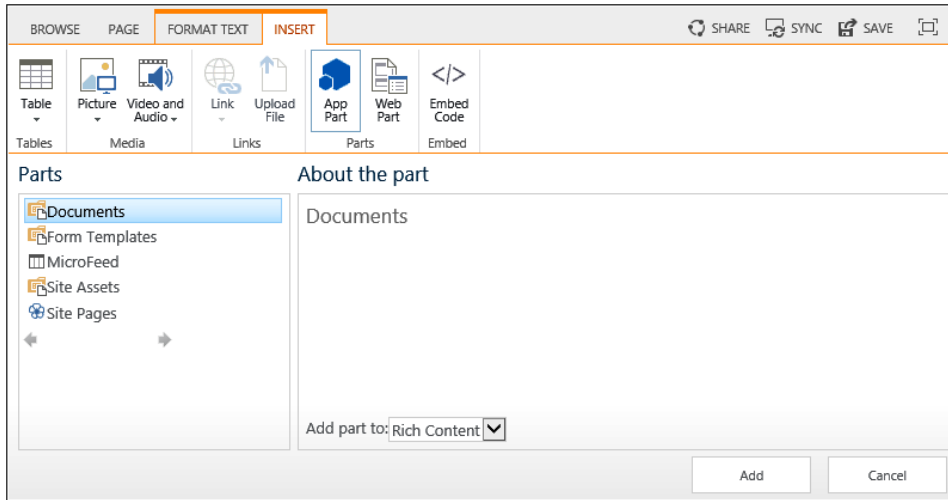 BROWSE PAGE FORMAT TEXT INSERT SHARE SYNC SAVE
Table Picture Video and Audio Link Upload File App Part Web Part Embed Code
Tables Media Links Parts Embed
Parts About the part
Documents
Form Templates
MicroFeed
Site Assets
Site Pages
Documents
Add part to: Rich Content
Add Cancel